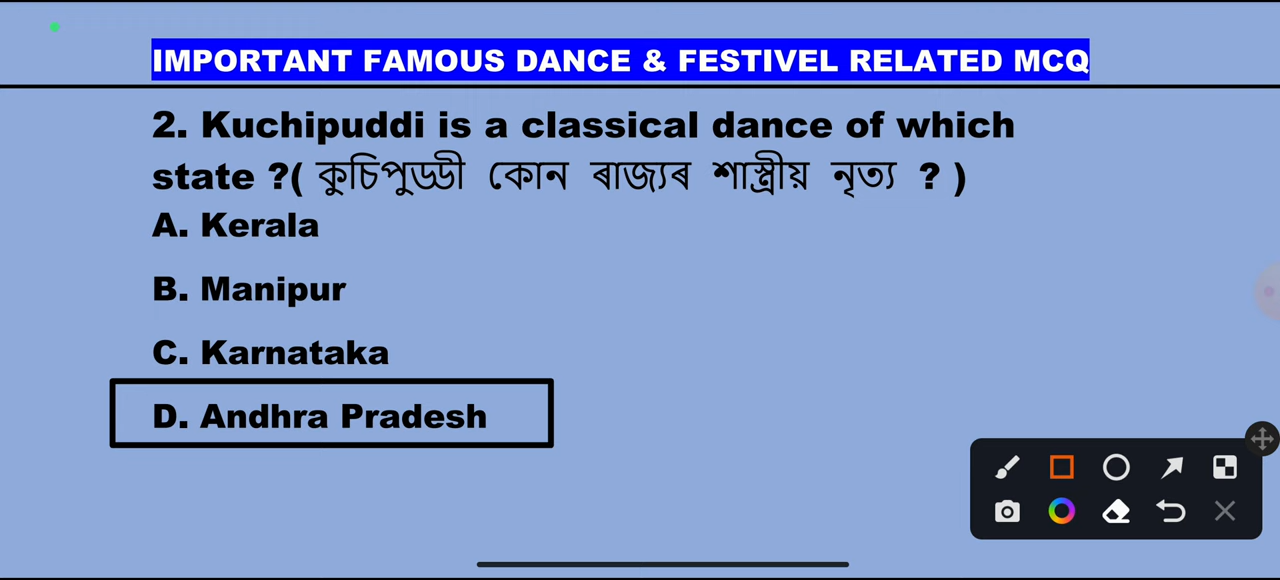 IMPORTANT FAMOUS DANCE & FESTIVEL RELATED MCQ
2. Kuchipuddi is a classical dance of which
state ?( কুচিপুড্ডী কোন ৰাজ্যৰ শাস্ত্ৰীয় নৃত্য ? )
A. Kerala
B. Manipur
C. Karnataka
D. Andhra Pradesh